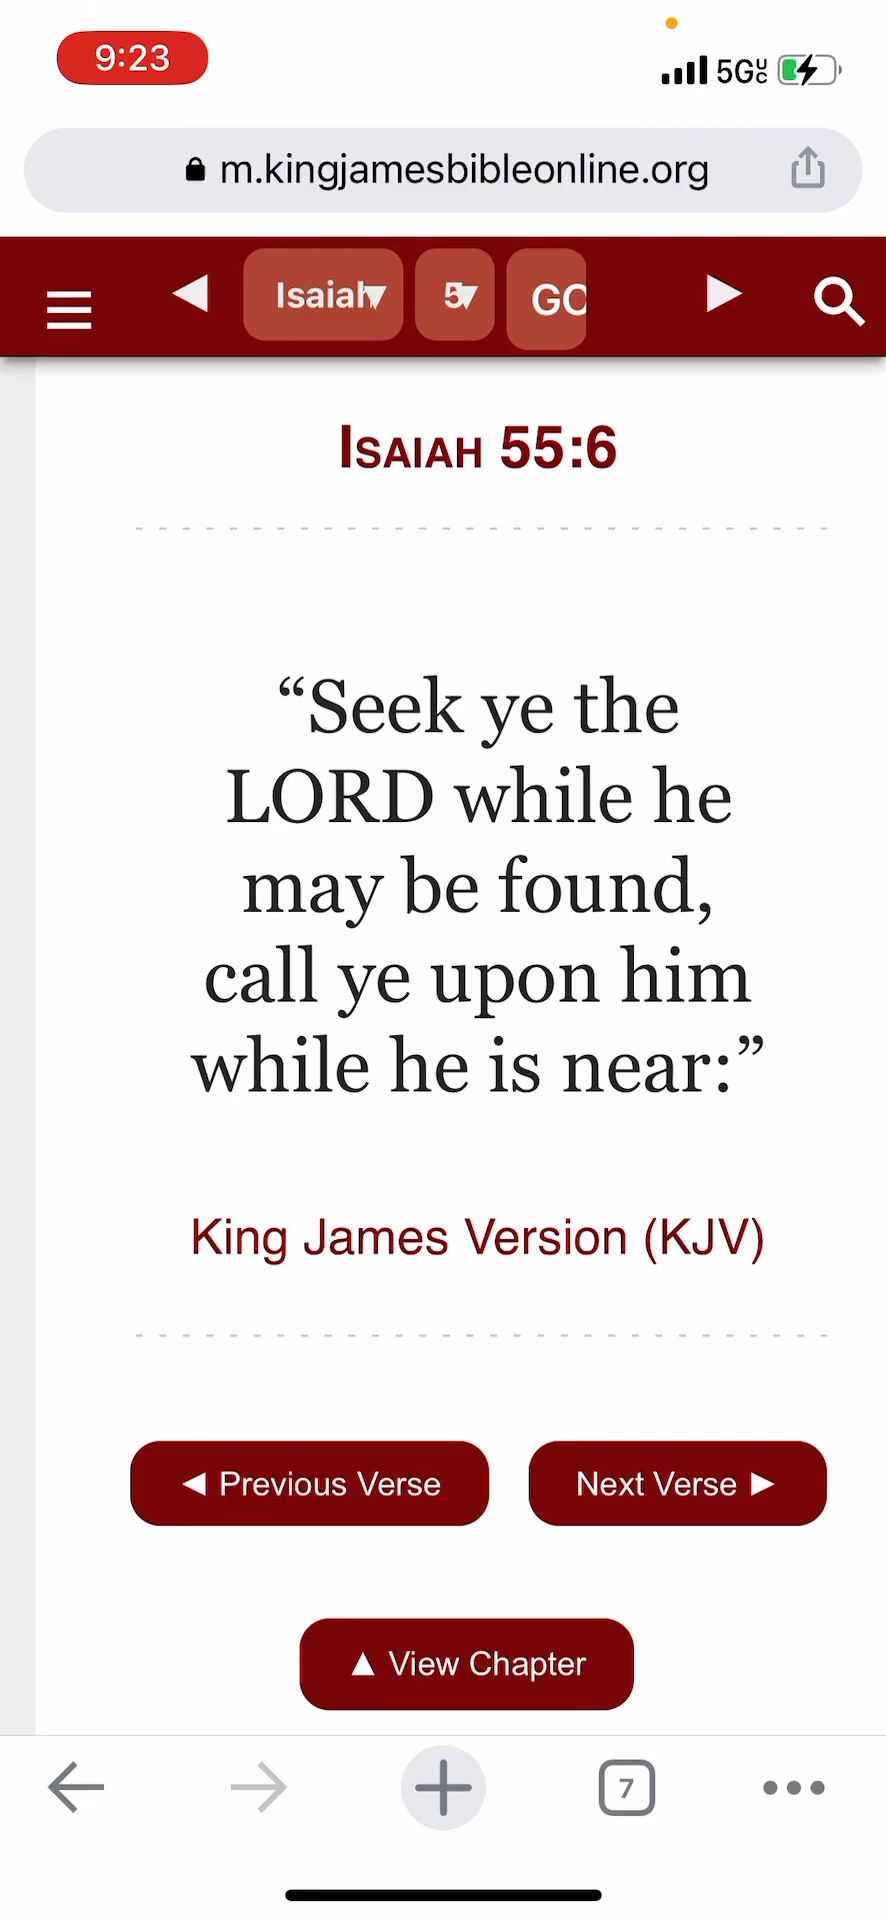 9:23
5GUC
m.kingjamesbibleonline.org
Isaiah
5
GO
ISAIAH 55:6
“Seek ye the
LORD while he
may be found,
call ye upon him
while he is near:”
King James Version (KJV)
◄ Previous Verse
Next Verse ►
▲ View Chapter
7